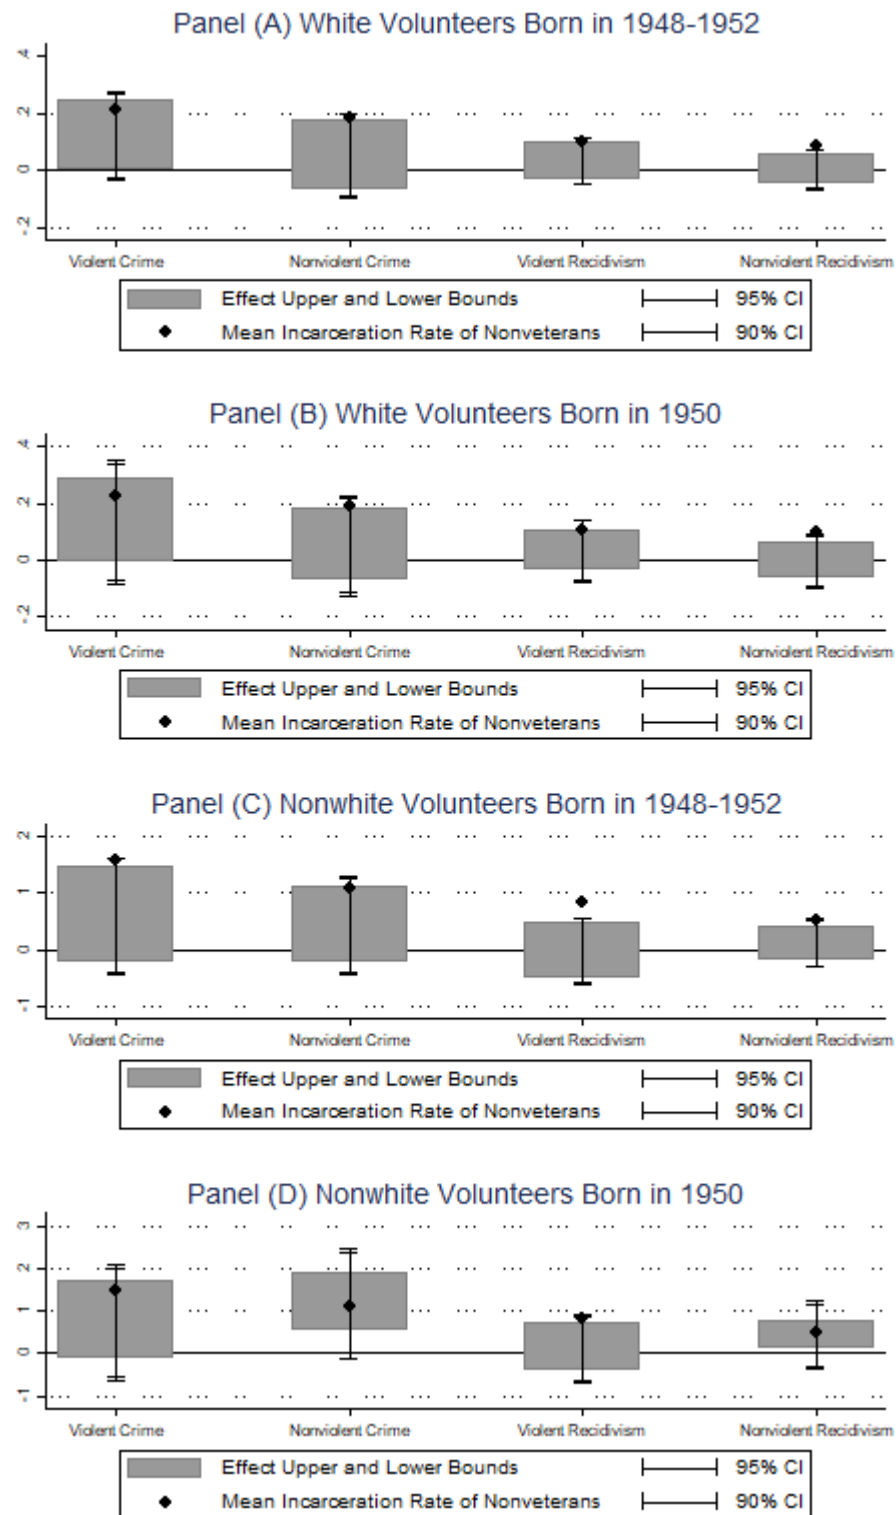 Panel (A) White Volunteers Born in 1948-1952
.4
.2
0
-.2
Violent Crime Nonviolent Crime Violent Recidivism Nonviolent Recidivism
Effect Upper and Lower Bounds 95% CI
Mean Incarceration Rate of Nonveterans 90% CI
Panel (B) White Volunteers Born in 1950
.4
.2
0
-.2
Violent Crime Nonviolent Crime Violent Recidivism Nonviolent Recidivism
Effect Upper and Lower Bounds 95% CI
Mean Incarceration Rate of Nonveterans 90% CI
Panel (C) Nonwhite Volunteers Born in 1948-1952
2
1
0
-1
Violent Crime Nonviolent Crime Violent Recidivism Nonviolent Recidivism
Effect Upper and Lower Bounds 95% CI
Mean Incarceration Rate of Nonveterans 90% CI
Panel (D) Nonwhite Volunteers Born in 1950
3
2
1
0
-1
Violent Crime Nonviolent Crime Violent Recidivism Nonviolent Recidivism
Effect Upper and Lower Bounds 95% CI
Mean Incarceration Rate of Nonveterans 90% CI